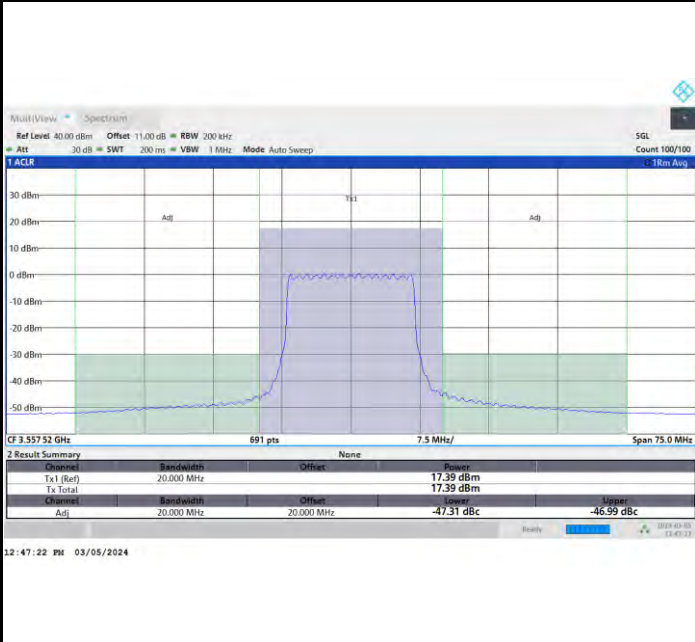 MultiView Spectrum
Ref Level 40.00 dBm Offset 11.00 dB RBW 200 kHz SGL
Att 30 dB SWT 200 ms VBW 1 MHz Mode Auto Sweep Count 100/100
1 ACLR 1Rm Avg
Tx1
30 dBm
Adj Adj
20 dBm
10 dBm
0 dBm
-10 dBm
-20 dBm
-30 dBm
-40 dBm
-50 dBm
CF 3.55752 GHz 691 pts 7.5 MHz/ Span 75.0 MHz
2 Result Summary None
Channel Bandwidth Offset Power
Tx1 (Ref) 20.000 MHz 17.39 dBm
Tx Total 17.39 dBm
Channel Bandwidth Offset Lower Upper
Adj 20.000 MHz 20.000 MHz -47.31 dBc -46.99 dBc
Ready
12:47:22 PM 03/05/2024